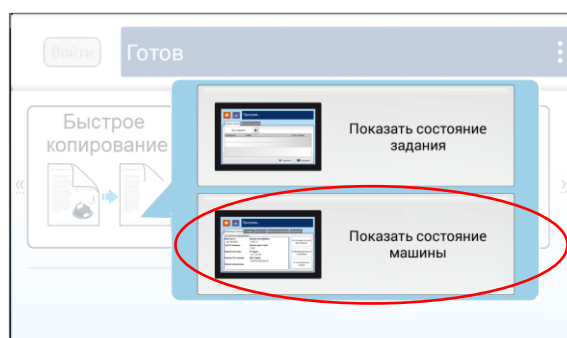 Войти
Готов
Быстрое
копирование
Показать состояние
задания
Показать состояние
машины